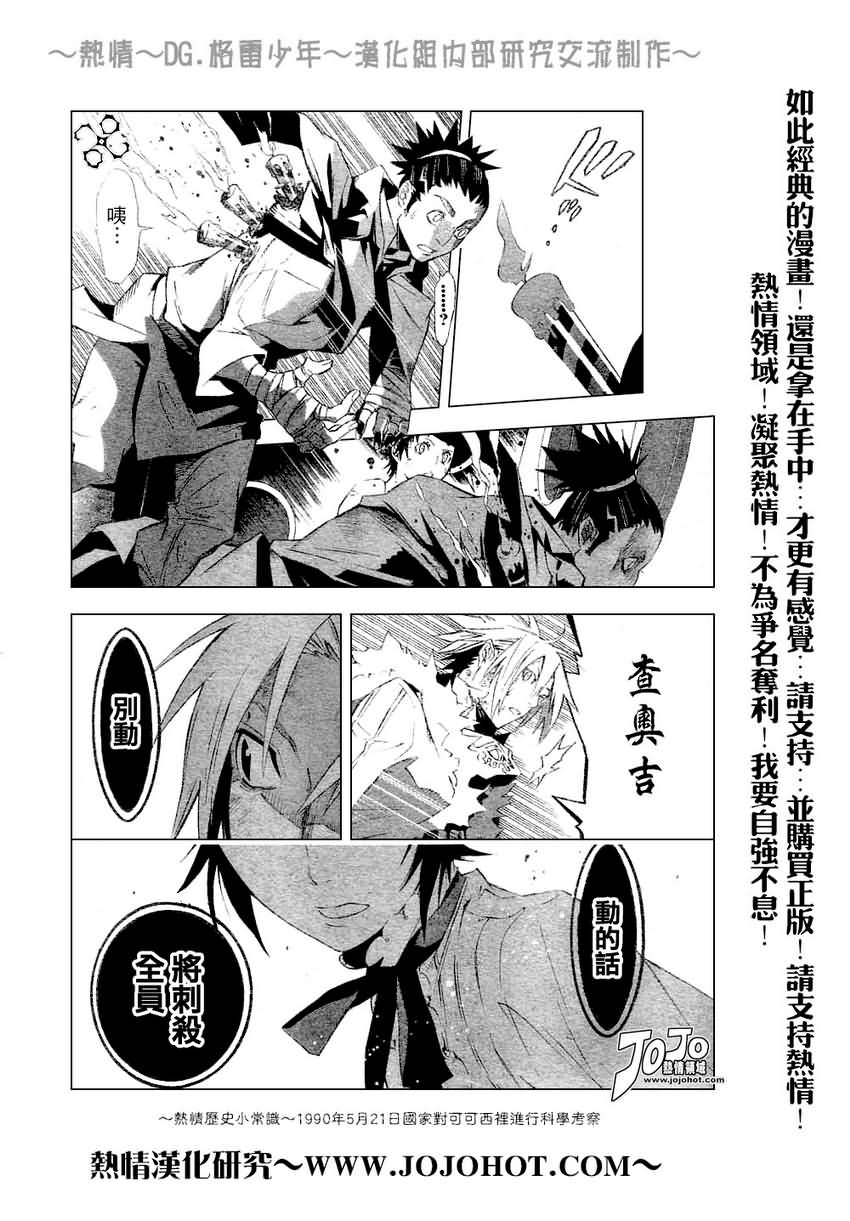 ～熱情～DG.格雷少年～漢化組內部研究交流制作～
如此經典的漫畫！還是拿在手中…才更有感覺…請支持…並購買正版！請支持熱情！
熱情領域！凝聚熱情！不為爭名奪利！我要自強不息！
………?
咦…
查奧吉
別動
動的話
將刺殺
全員
JOJO
熱情領域
www.jojohot.com
～熱情歷史小常識～1990年5月21日國家對可可西裡進行科學考察
熱情漢化研究～WWW.JOJOHOT.COM～